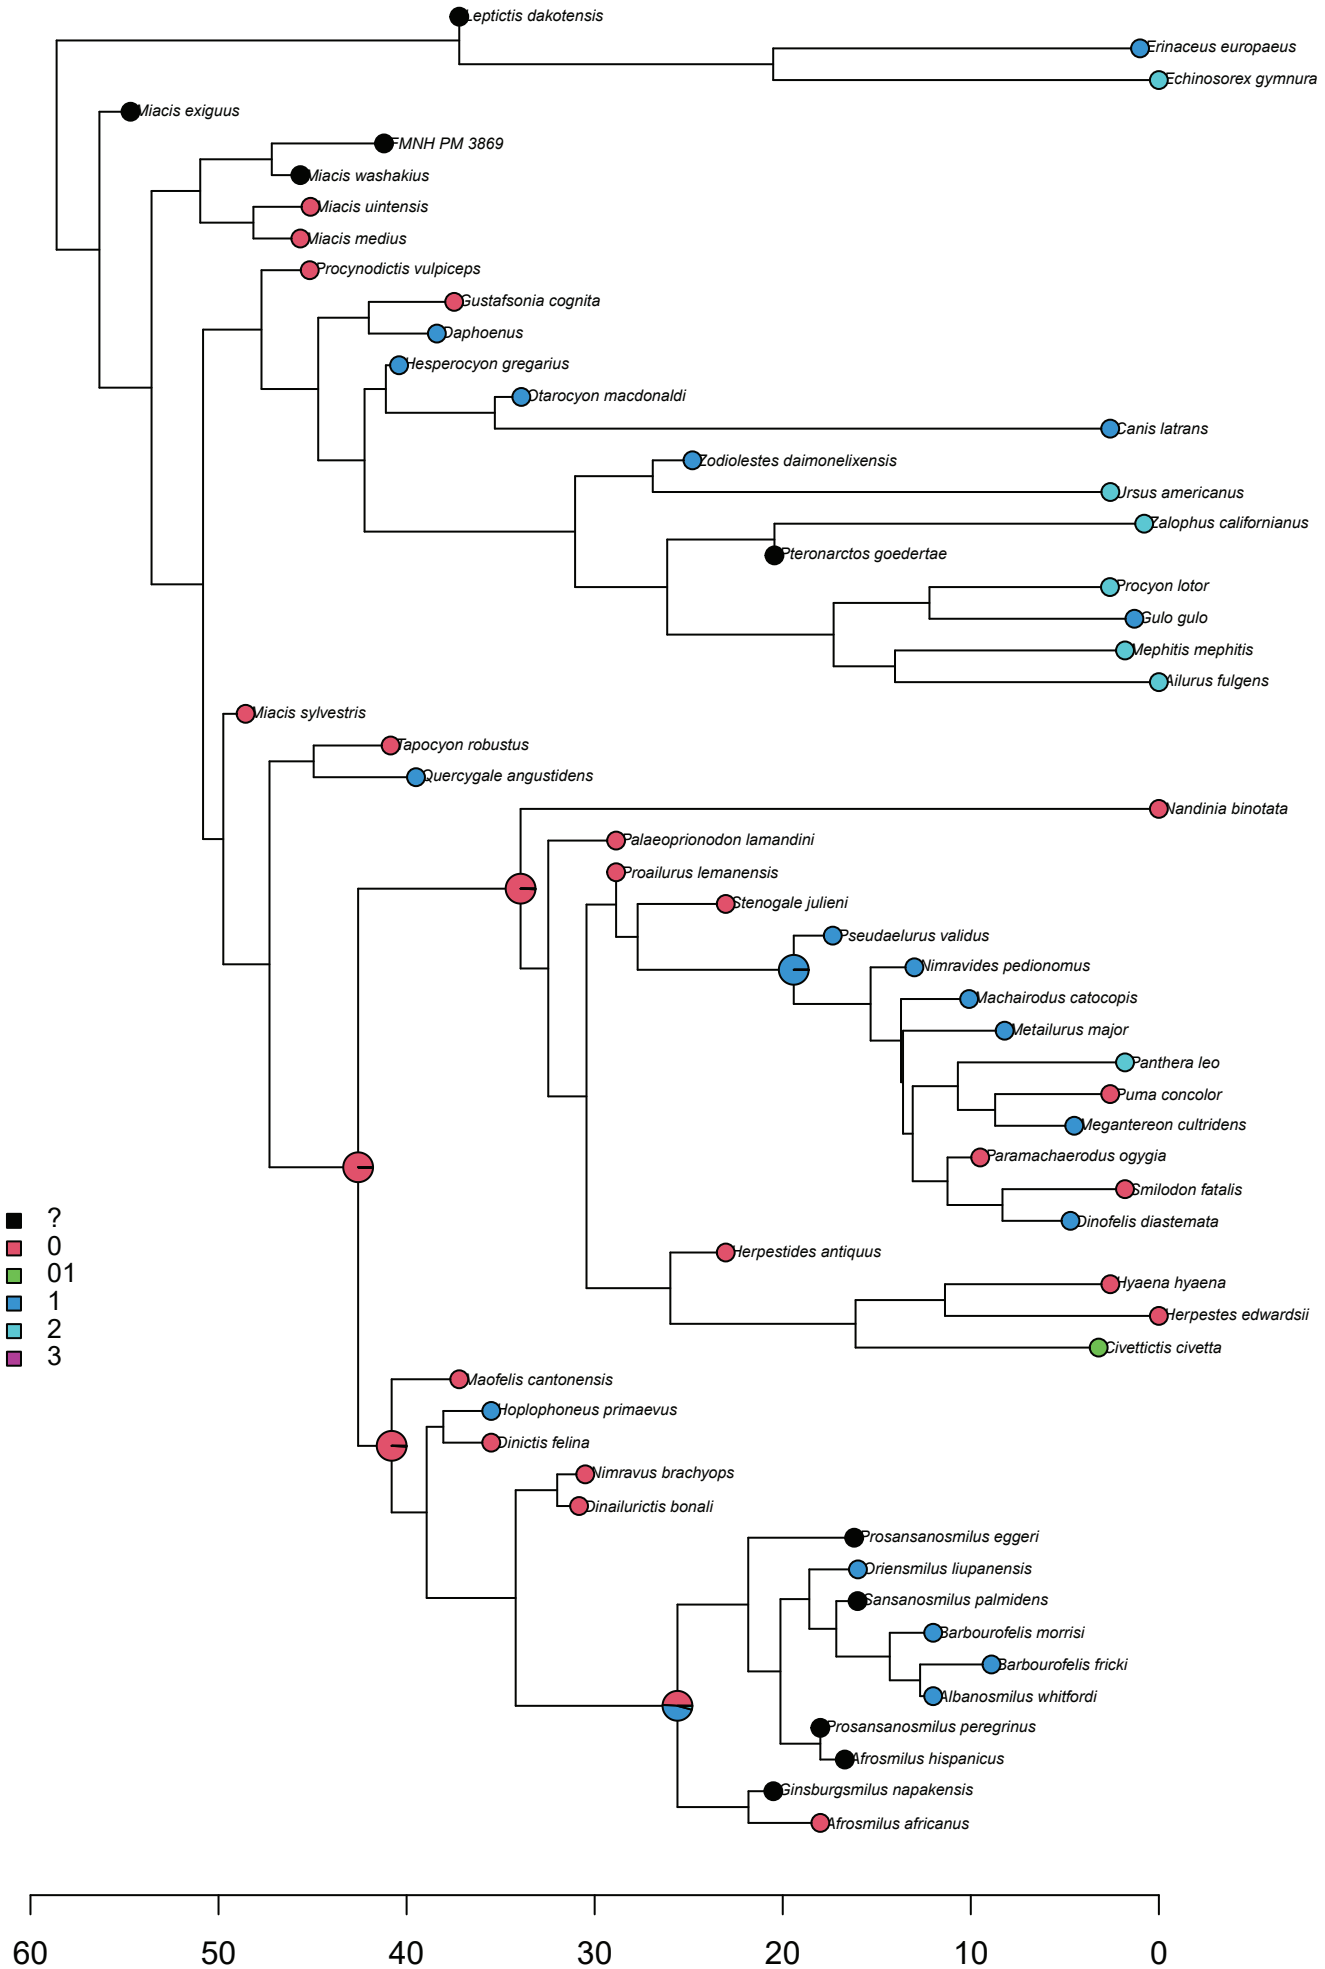 Leptictis dakotensis
Erinaceus europaeus
Echinosorex gymnura
Miacis exiguus
FMNH PM 3869
Miacis washakius
Miacis uintensis
Miacis medius
Procynodictis vulpiceps
Gustafsonia cognita
Daphoenus
Hesperocyon gregarius
Otarocyon macdonaldi
Canis latrans
Zodiolestes daimonelixensis
Ursus americanus
Zalophus californianus
Pteronarctos goedertae
Procyon lotor
Gulo gulo
Mephitis mephitis
Ailurus fulgens
Miacis sylvestris
Tapocyon robustus
Quercygale angustidens
Nandinia binotata
Palaeoprionodon lamandini
Proailurus lemanensis
Stenogale julieni
Pseudaelurus validus
Nimravides pedionomus
Machairodus catocopis
Metailurus major
Panthera leo
Puma concolor
Megantereon cultridens
Paramachaerodus ogygia
Smilodon fatalis
Dinofelis diastemata
Herpestides antiquus
Hyaena hyaena
Herpestes edwardsii
Civettictis civetta
Maofelis cantonensis
Hoplophoneus primaevus
Dinictis felina
Nimravus brachyops
Dinailurictis bonali
Prosansanosmilus eggeri
Oriensmilus liupanensis
Sansanosmilus palmidens
Barbourofelis morrisi
Barbourofelis fricki
Albanosmilus whitfordi
Prosansanosmilus peregrinus
Afrosmilus hispanicus
Ginsburgsmilus napakensis
Afrosmilus africanus
?
0
01
1
2
3
60 50 40 30 20 10 0